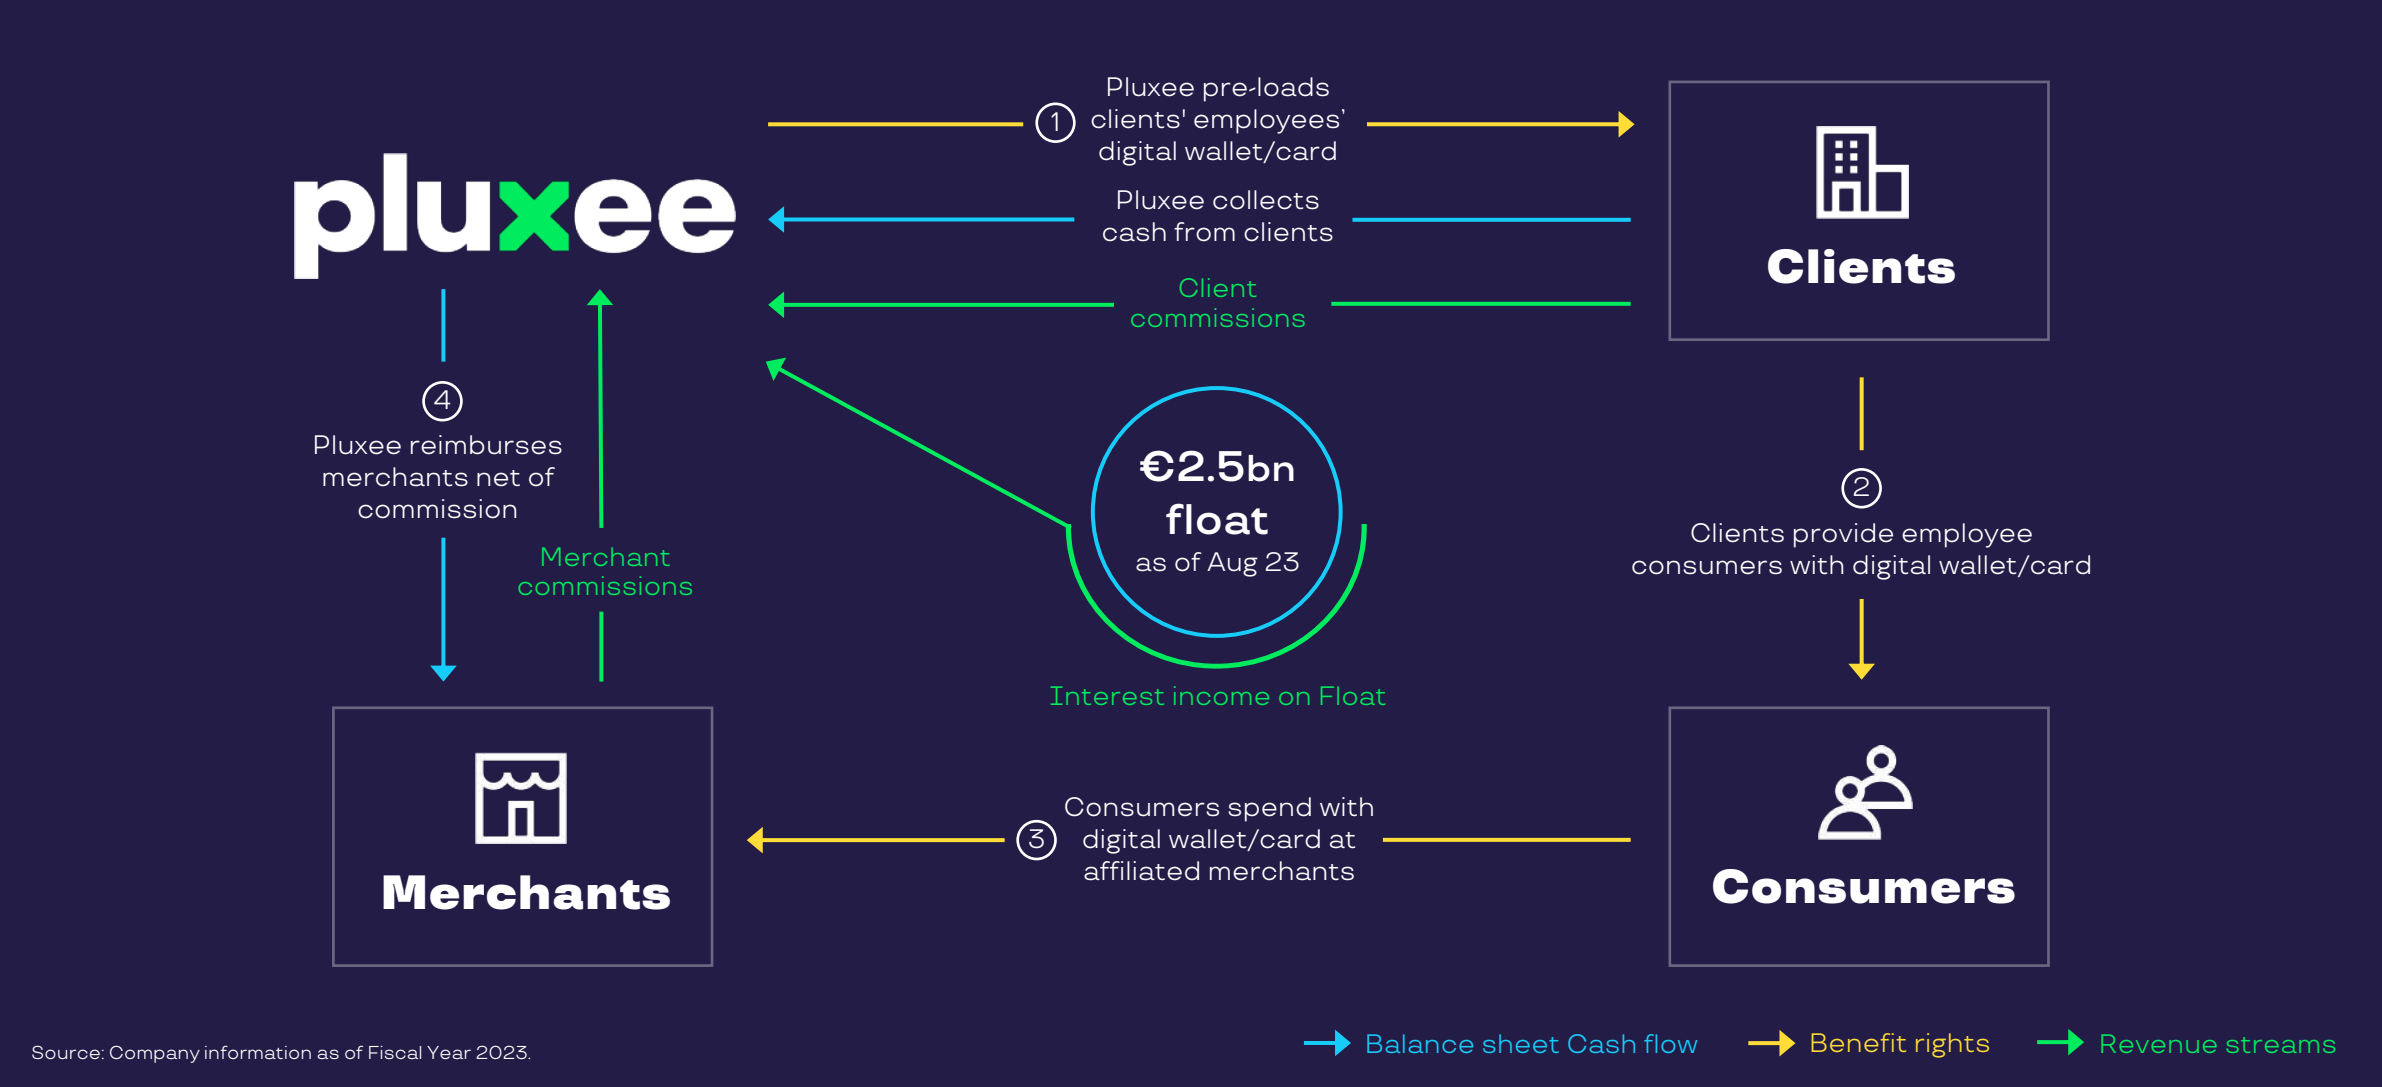 pluxee
1
Pluxee pre-loads
clients' employees’
digital wallet/card
Pluxee collects
cash from clients
Client
commissions
Clients
4
Pluxee reimburses
merchants net of
commission
Merchant
commissions
€2.5bn
float
as of Aug 23
Interest income on Float
2
Clients provide employee
consumers with digital wallet/card
Merchants
3
Consumers spend with
digital wallet/card at
affiliated merchants
Consumers
Source: Company information as of Fiscal Year 2023.
Balance sheet Cash flow
Benefit rights
Revenue streams